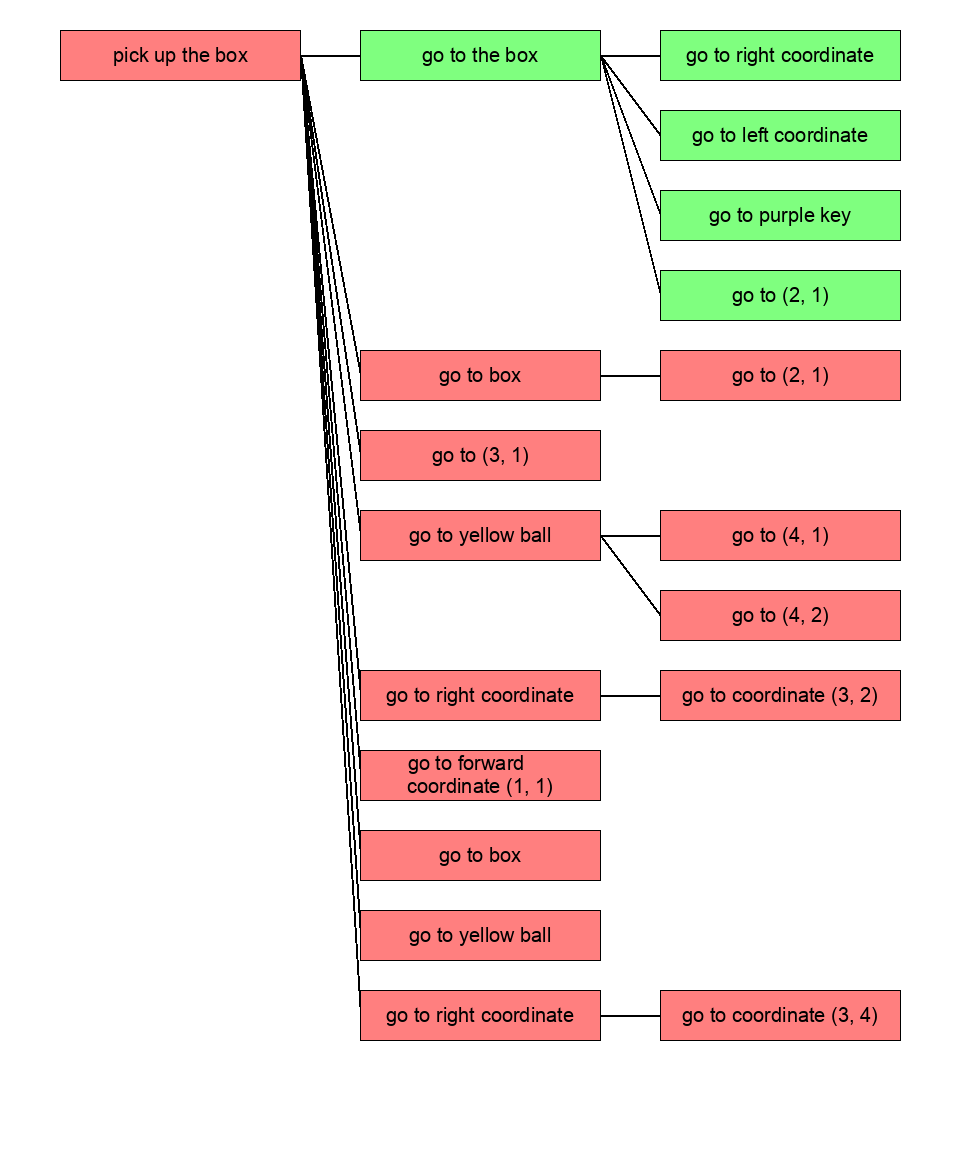 pick up the box
go to the box
go to right coordinate
go to left coordinate
go to purple key
go to (2, 1)
go to box
go to (2, 1)
go to (3, 1)
go to yellow ball
go to (4, 1)
go to (4, 2)
go to right coordinate
go to coordinate (3, 2)
go to forward
coordinate (1, 1)
go to box
go to yellow ball
go to right coordinate
go to coordinate (3, 4)